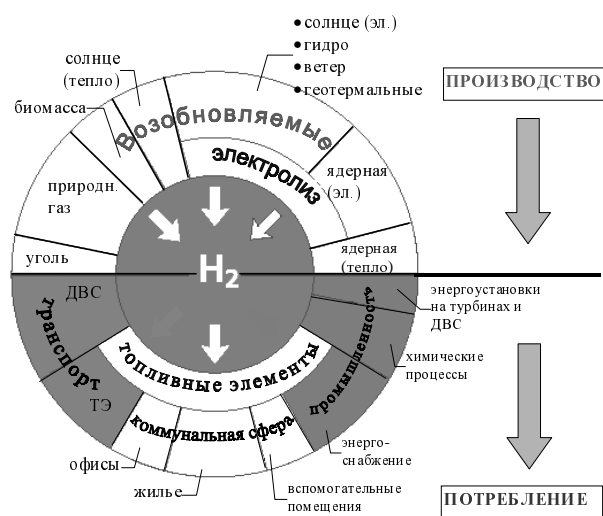 • солнце (эл.)
• гидро
• ветер
• геотермальные
солнце
(тепло)
биомасса
ПРОИЗВОДСТВО
Возобновляемые
электролиз
ядерная
(эл.)
природн.
газ
уголь
ядерная
(тепло)
H2
ДВС
транспорт
ТЭ
топливные элементы
промышленность
энергоустановки
на турбинах и
ДВС
химические
процессы
коммунальная сфера
энерго-
снабжение
офисы
жилье
вспомогательные
помещения
ПОТРЕБЛЕНИЕ